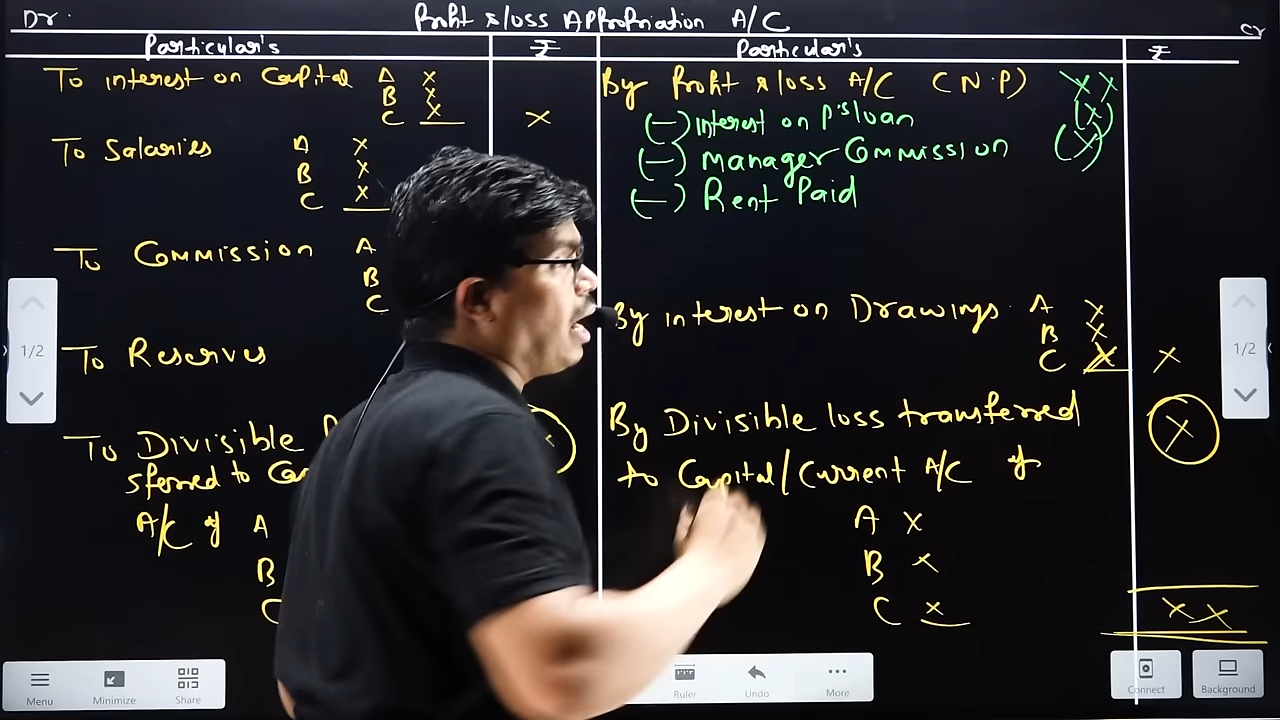 Dr.
Profit & loss Appropriation A/C
Cr
Particular's
₹
Particular's
₹
To interest on Capital A x
B x
C x
x
To Salaries A x
B x
C x
To Commission A
B
C
To Reserves
To Divisible
sferred to
A/C of A
B
C
By Profit & loss A/C (N.P) xx
(-) interest on P's loan (x)
(-) Manager Commission (x)
(-) Rent Paid
By interest on Drawings A x
B x
C x
x
By Divisible loss transferred
x
to Capital/Current A/C of
A x
B x
C x
xx
1/2
1/2
Menu
Minimize
Share
Ruler
Undo
More
Connect
Background